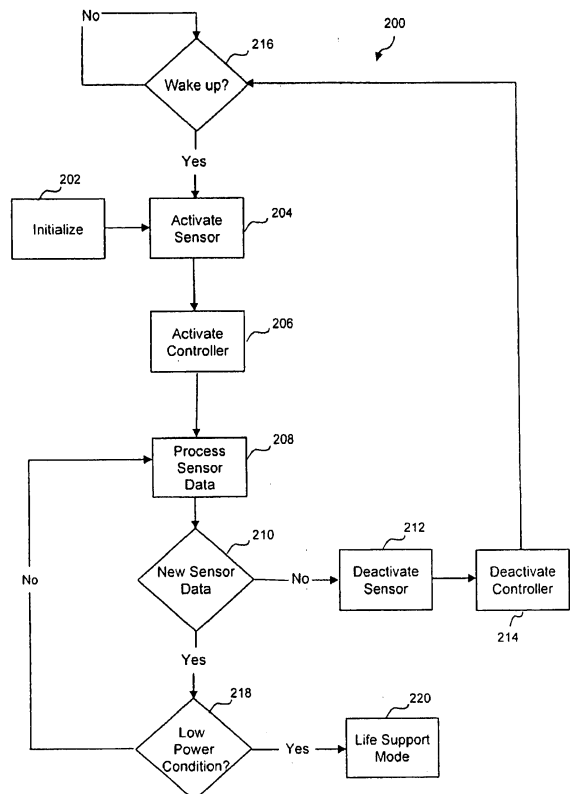 No
200
216
Wake up?
Yes
202
Initialize
Activate
Sensor
204
Activate
Controller
206
Process
Sensor
Data
208
No
New Sensor
Data
210
No
212
Deactivate
Sensor
Deactivate
Controller
214
Yes
218
Low
Power
Condition?
Yes
220
Life Support
Mode